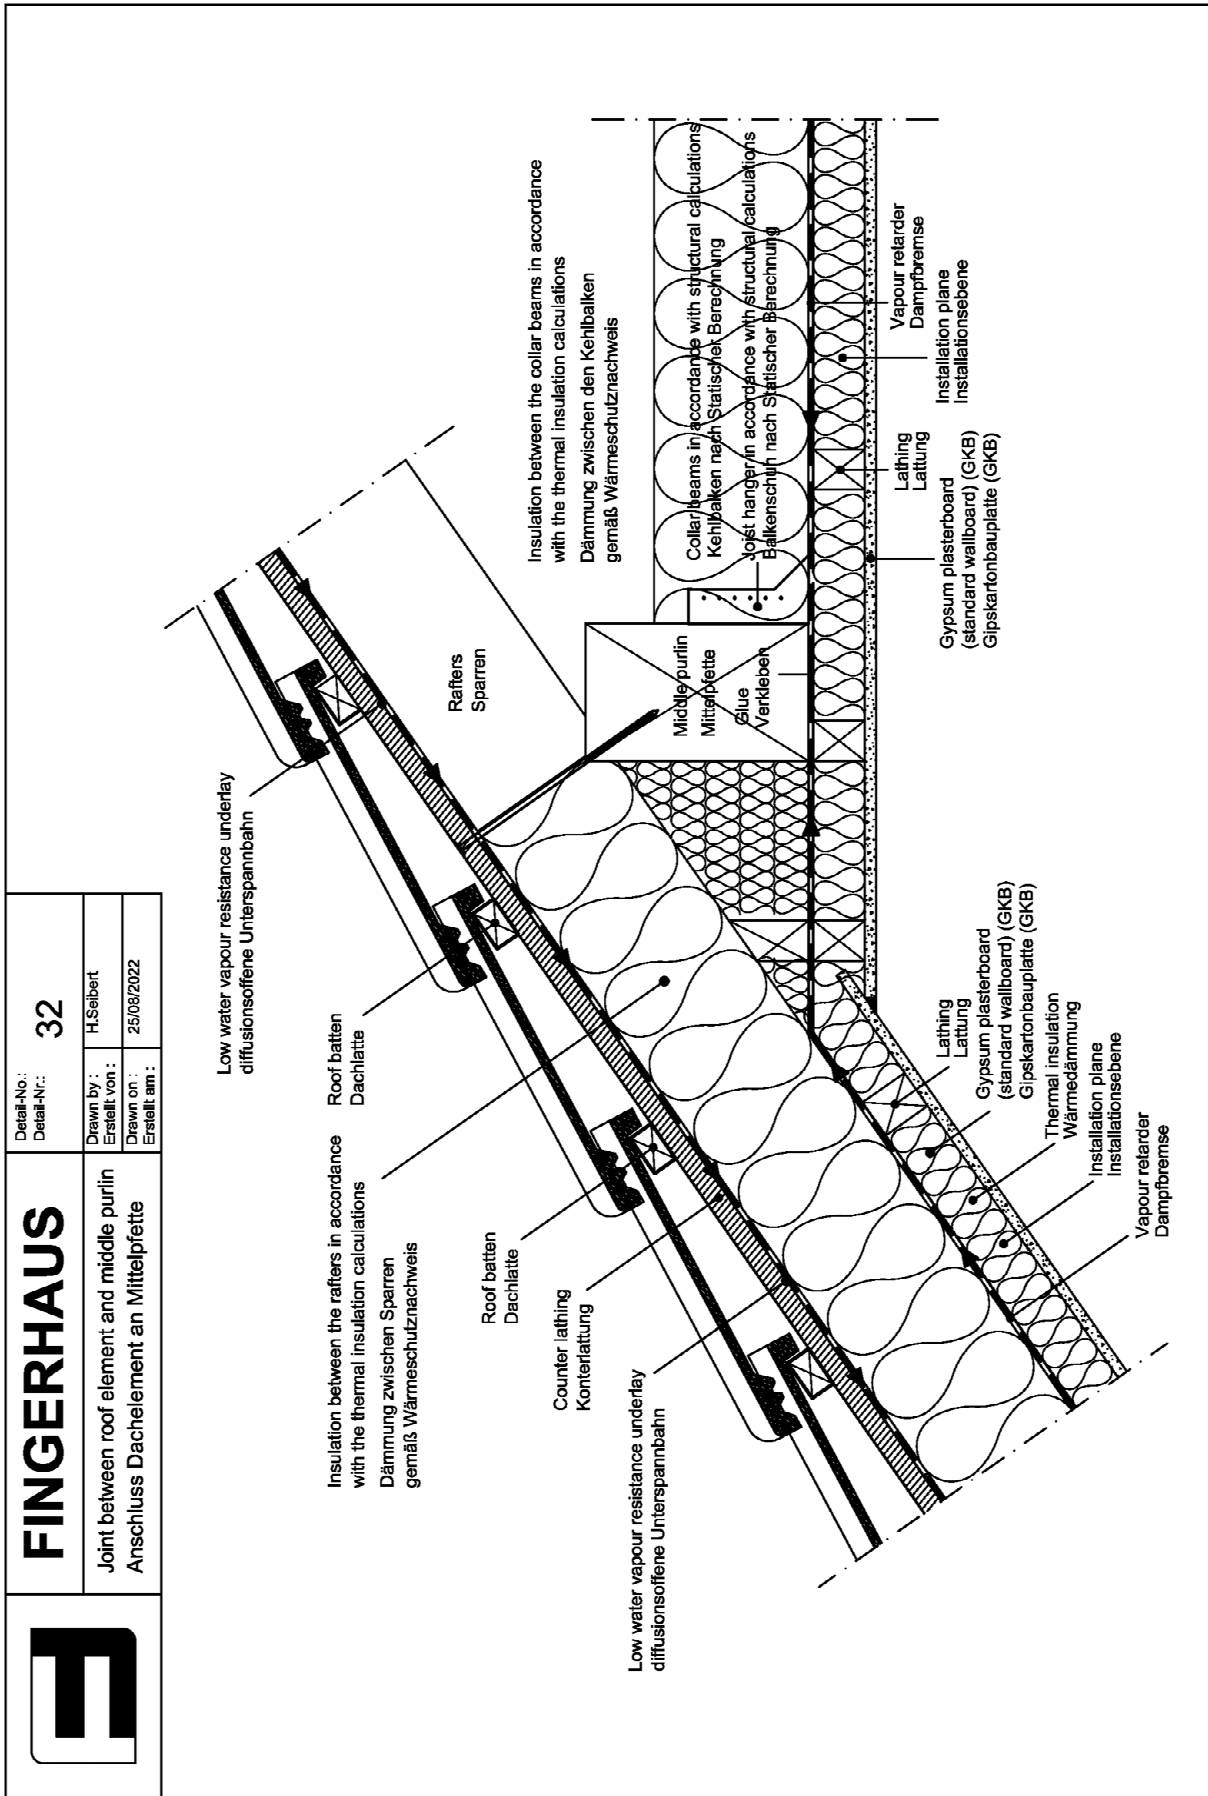 FINGERHAUS
Joint between roof element and middle purlin
Anschluss Dachelement an Mittelpfette
Detail-No.:
Detail-Nr.:
32
Drawn by :
Erstellt von :
H.Seibert
Drawn on :
Erstellt am :
25/08/2022
Low water vapour resistance underlay
diffusionsoffene Unterspannbahn
Roof batten
Dachlatte
Insulation between the rafters in accordance
with the thermal insulation calculations
Dämmung zwischen Sparren
gemäß Wärmeschutznachweis
Roof batten
Dachlatte
Counter lathing
Konterlattung
Low water vapour resistance underlay
diffusionsoffene Unterspannbahn
Rafters
Sparren
Insulation between the collar beams in accordance
with the thermal insulation calculations
Dämmung zwischen den Kehlbalken
gemäß Wärmeschutznachweis
Collar beams in accordance with structural calculations
Kehlbalken nach Statischer Berechnung
Joist hanger in accordance with structural calculations
Balkenschuh nach Statischer Berechnung
Middle purlin
Mittelpfette
Glue
Verkleben
Vapour retarder
Dampfbremse
Installation plane
Installationsebene
Lathing
Lattung
Gypsum plasterboard
(standard wallboard) (GKB)
Gipskartonbauplatte (GKB)
Lathing
Lattung
Gypsum plasterboard
(standard wallboard) (GKB)
Gipskartonbauplatte (GKB)
Thermal insulation
Wärmedämmung
Installation plane
Installationsebene
Vapour retarder
Dampfbremse